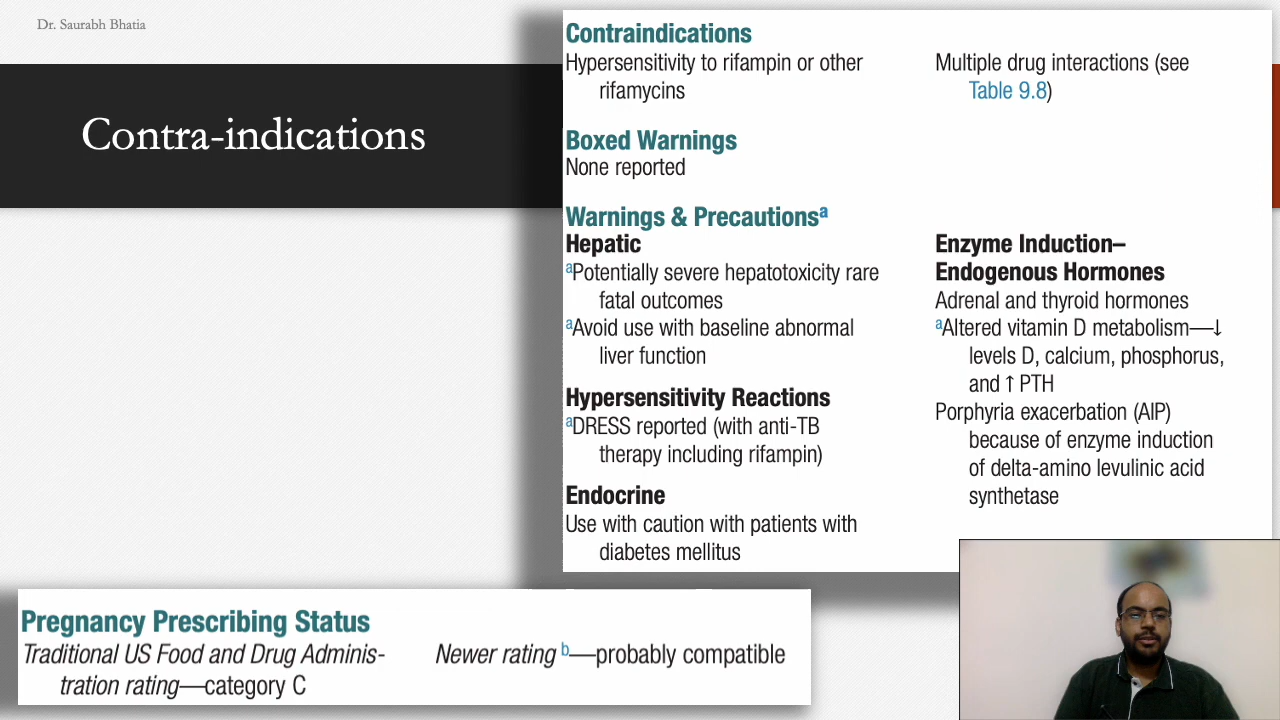 Dr. Saurabh Bhatia
Contra-indications
Contraindications
Hypersensitivity to rifampin or other
rifamycins
Multiple drug interactions (see
Table 9.8)
Boxed Warnings
None reported
Warnings & Precautionsa
Hepatic
aPotentially severe hepatotoxicity rare
fatal outcomes
aAvoid use with baseline abnormal
liver function
Hypersensitivity Reactions
aDRESS reported (with anti-TB
therapy including rifampin)
Endocrine
Use with caution with patients with
diabetes mellitus
Enzyme Induction–
Endogenous Hormones
Adrenal and thyroid hormones
aAltered vitamin D metabolism—↓
levels D, calcium, phosphorus,
and ↑ PTH
Porphyria exacerbation (AIP)
because of enzyme induction
of delta-amino levulinic acid
synthetase
Pregnancy Prescribing Status
Traditional US Food and Drug Adminis-
tration rating—category C
Newer rating b—probably compatible